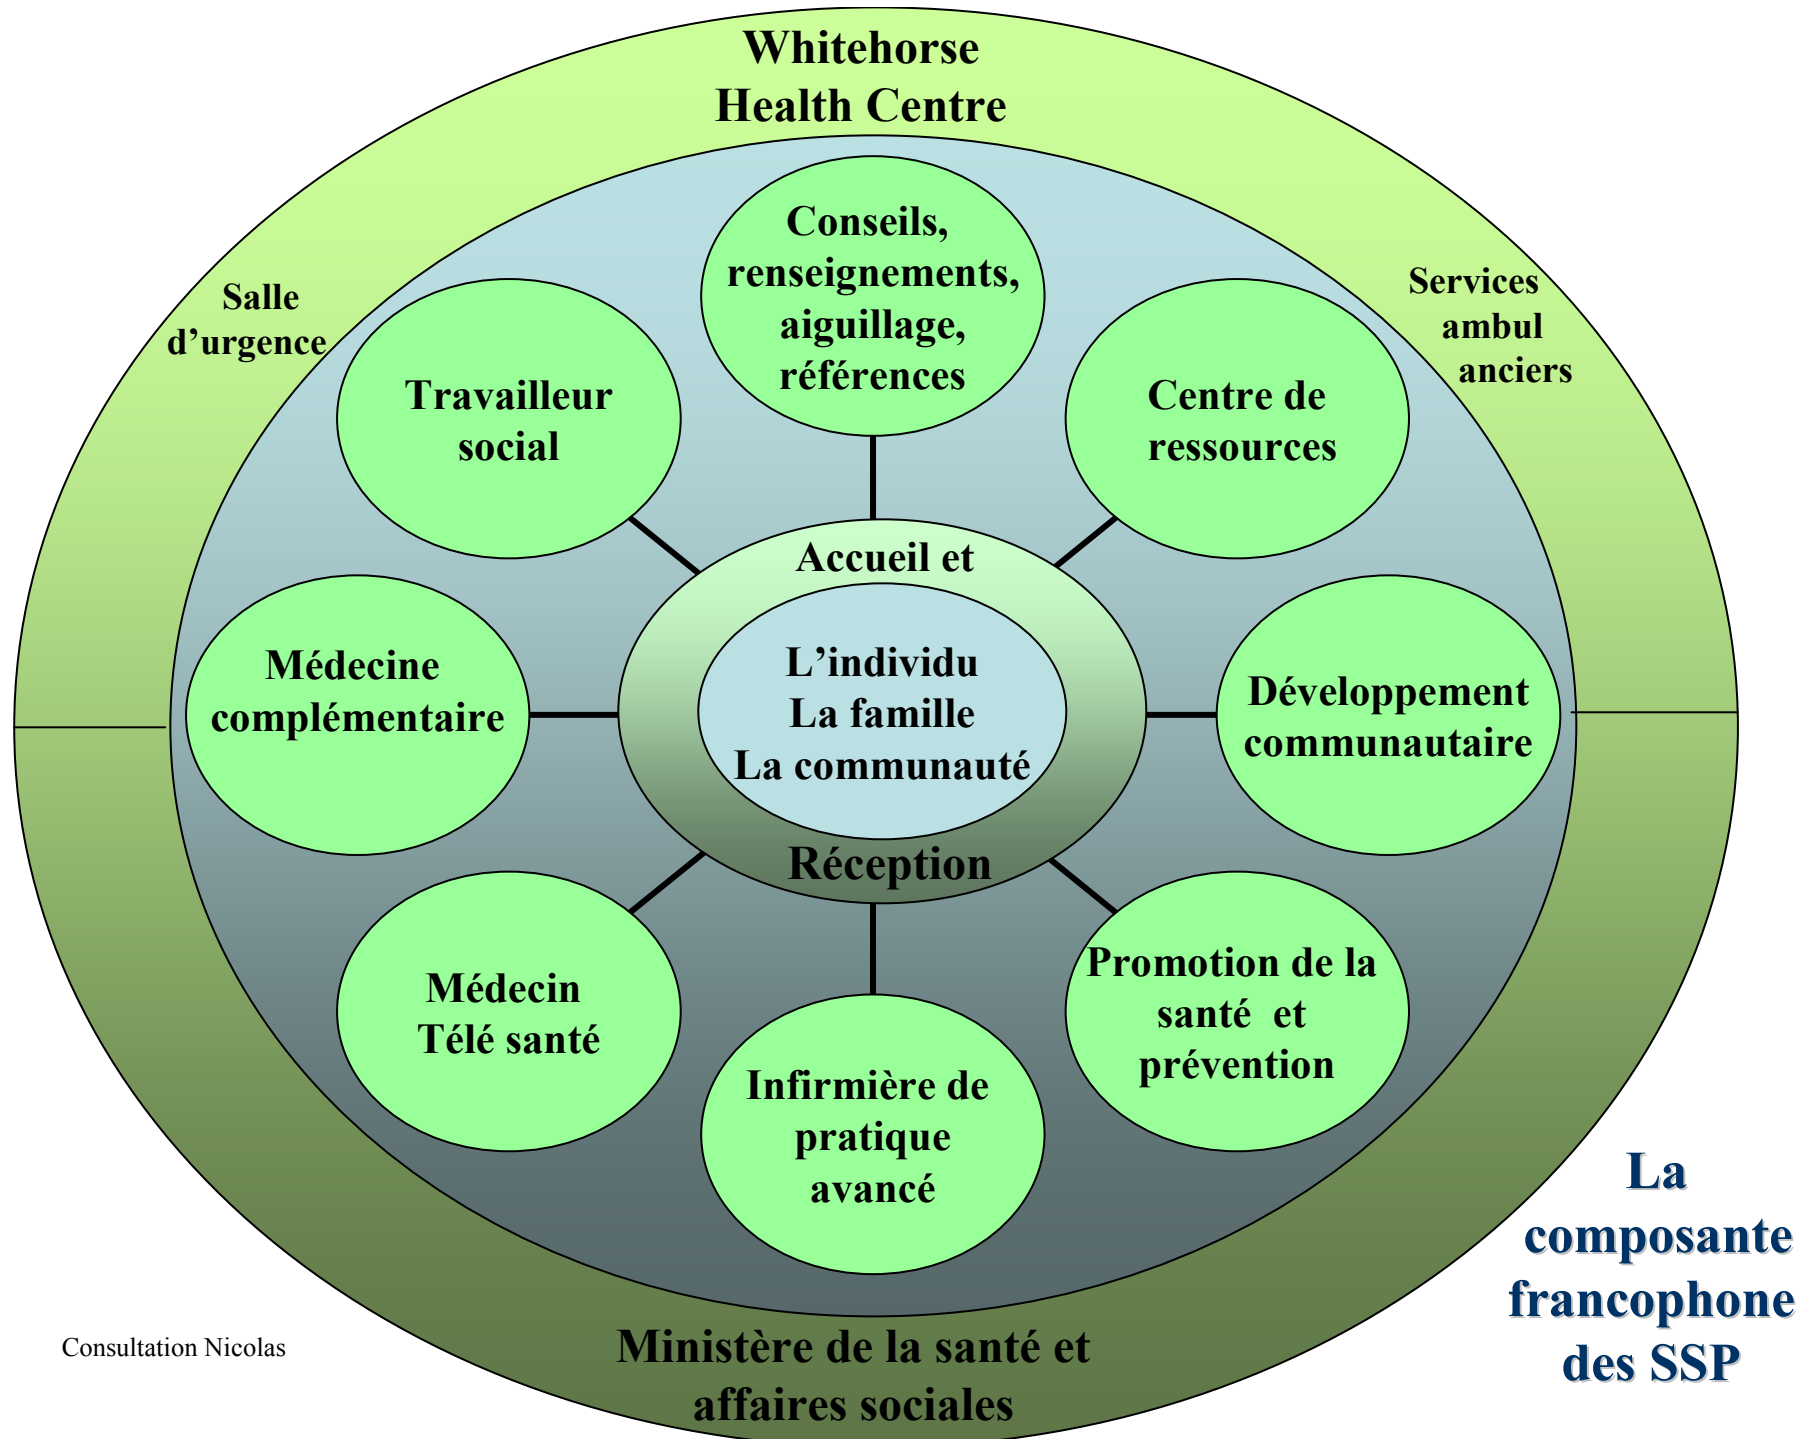 Whitehorse
Health Centre
Salle
d’urgence
Services
ambul
anciers
Conseils,
renseignements,
aiguillage,
références
Travailleur
social
Centre de
ressources
Accueil et
L’individu
La famille
La communauté
Réception
Médecine
complémentaire
Développement
communautaire
Médecin
Télé santé
Infirmière de
pratique
avancé
Promotion de la
santé et
prévention
Ministère de la santé et
affaires sociales
La
composante
francophone
des SSP
Consultation Nicolas